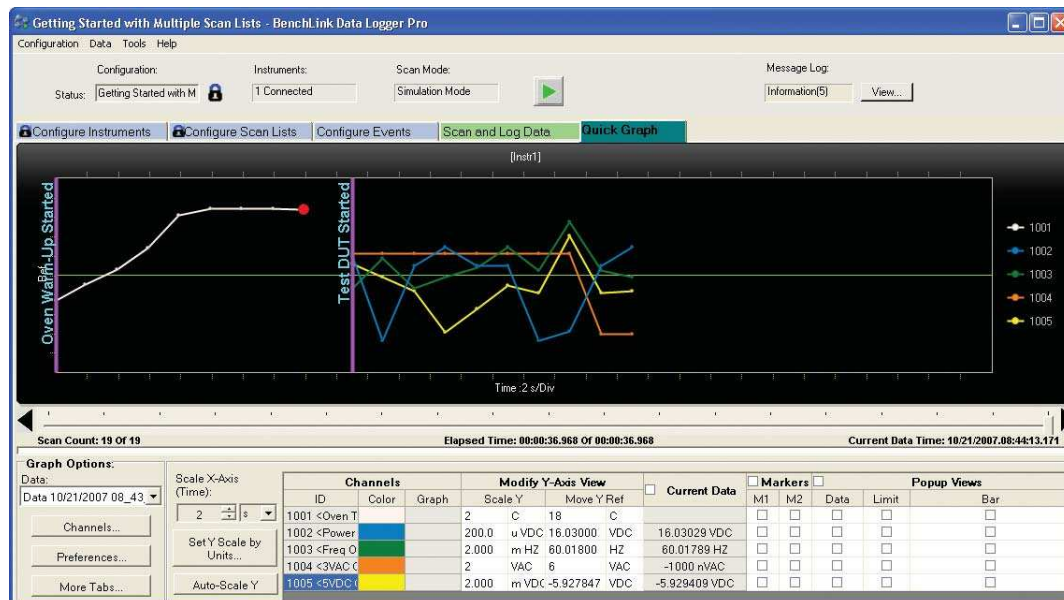 Getting Started with Multiple Scan Lists - BenchLink Data Logger Pro
Configuration Data Tools Help
Configuration: Instruments: Scan Mode: Message Log:
Status: Getting Started with M 1 Connected Simulation Mode Information(5) View...
Configure Instruments Configure Scan Lists Configure Events Scan and Log Data Quick Graph
[Instr1]
Oven Warm-Up Started
Ref
Test DUT Started
1001
1002
1003
1004
1005
Time :2 s/Div
Scan Count: 19 Of 19 Elapsed Time: 00:00:36.968 Of 00:00:36.968 Current Data Time: 10/21/2007.08:44:13.171
Graph Options:
Data:
Data 10/21/2007 08_43_
Channels...
Preferences...
More Tabs...
Scale X-Axis
(Time):
2 s
Set Y Scale by
Units...
Auto-Scale Y
Channels Modify Y-Axis View Current Data Markers Popup Views
ID Color Graph Scale Y Move Y Ref M1 M2 Data Limit Bar
1001 <Oven T 2 C 18 C
1002 <Power 200.0 u VDC 16.03000 VDC 16.03029 VDC
1003 <Freq O 2.000 m HZ 60.01800 HZ 60.01789 HZ
1004 <3VAC 2 VAC 6 VAC -1000 nVAC
1005 <5VDC 2.000 m VDC -5.927847 VDC -5.929409 VDC